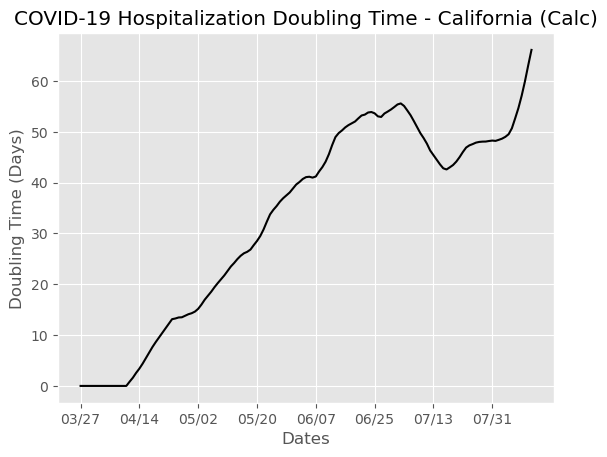 COVID-19 Hospitalization Doubling Time - California (Calc)
60
50
40
30
20
10
0
Doubling Time (Days)
03/27 04/14 05/02 05/20 06/07 06/25 07/13 07/31
Dates